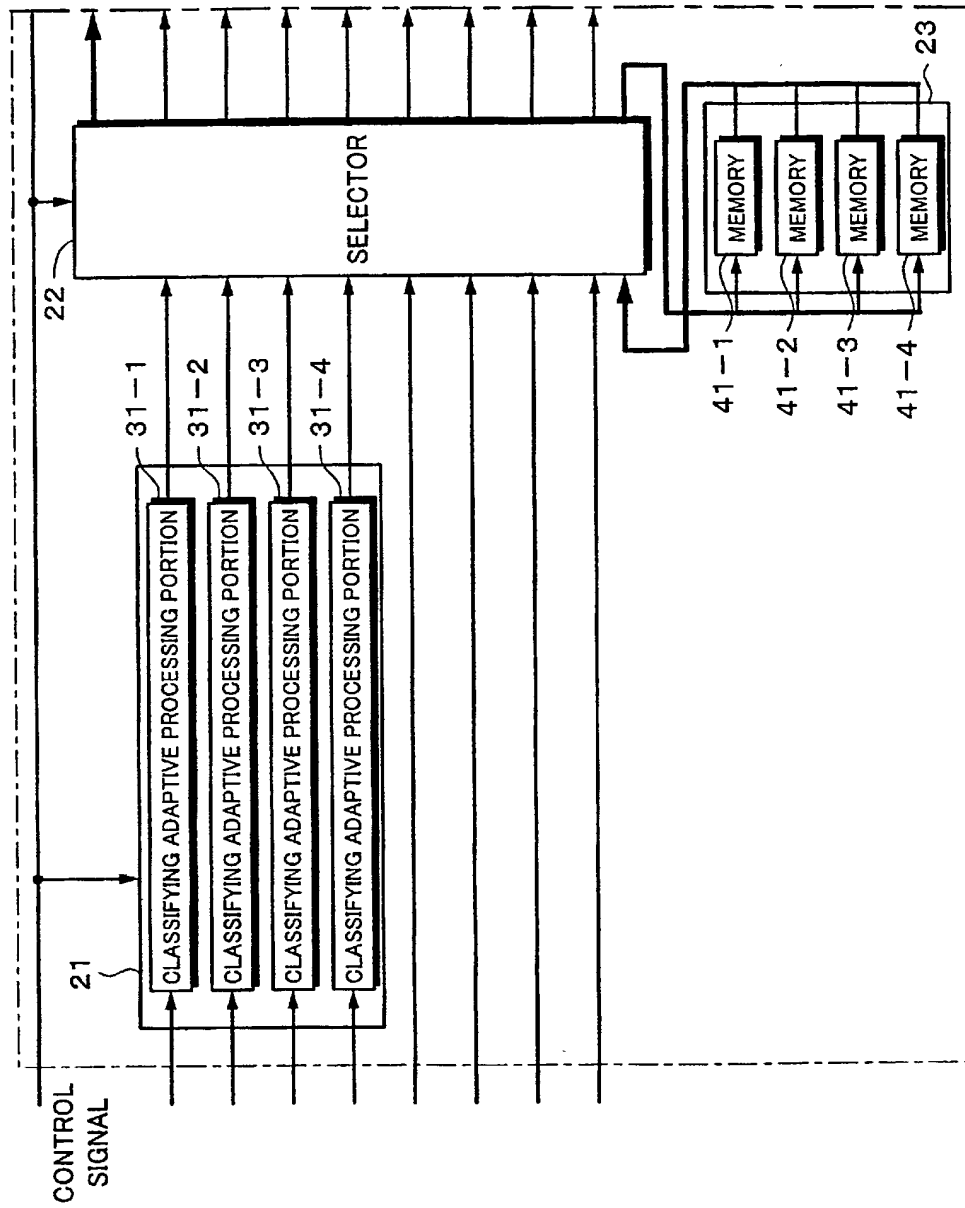 CONTROL
SIGNAL
21
CLASSIFYING ADAPTIVE PROCESSING PORTION
31-1
CLASSIFYING ADAPTIVE PROCESSING PORTION
31-2
CLASSIFYING ADAPTIVE PROCESSING PORTION
31-3
CLASSIFYING ADAPTIVE PROCESSING PORTION
31-4
22
SELECTOR
41-1
MEMORY
41-2
MEMORY
41-3
MEMORY
41-4
MEMORY
23